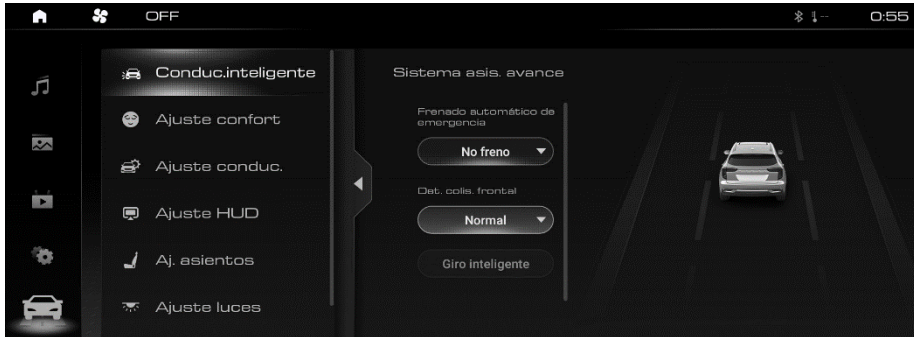 OFF
--
0:55
Conduc.inteligente
Sistema asis. avance
Ajuste confort
Ajuste conduc.
Ajuste HUD
Aj. asientos
Ajuste luces
Frenado automático de
emergencia
No freno
Det. colis. frontal
Normal
Giro inteligente